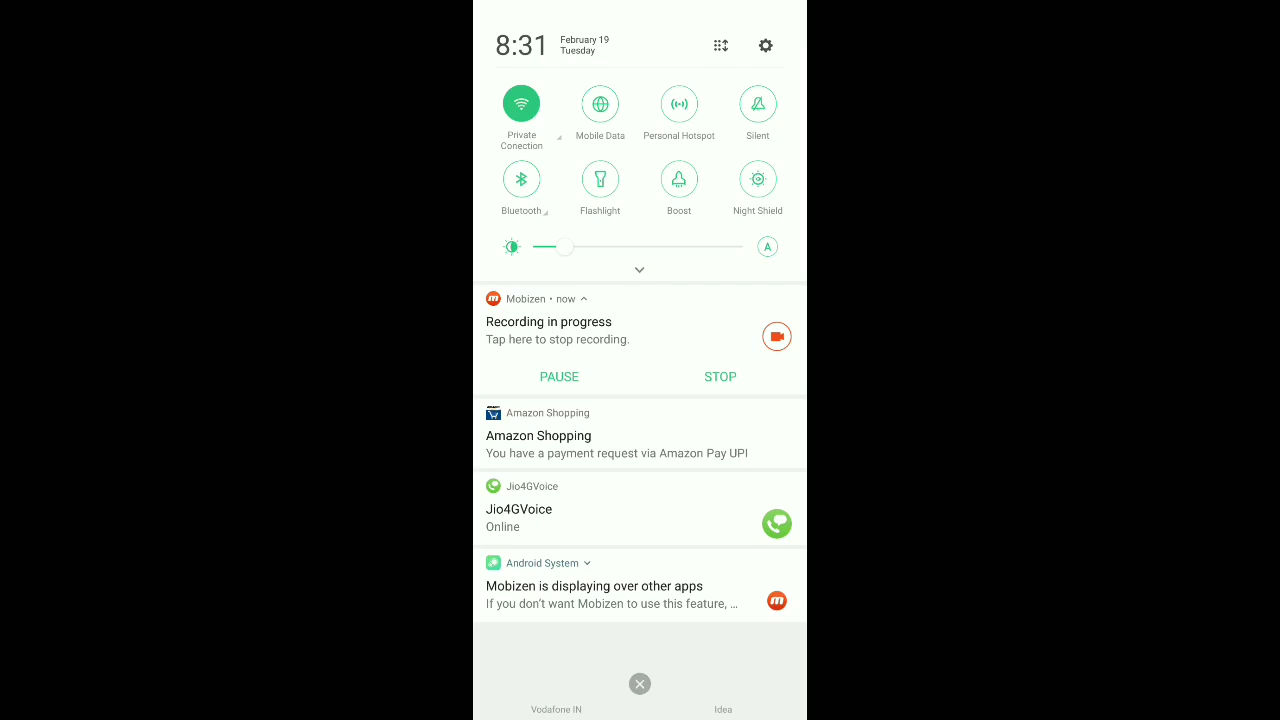 8:31
February 19
Tuesday
Private
Conection
Mobile Data
Personal Hotspot
Silent
Bluetooth
Flashlight
Boost
Night Shield
A
Mobizen • now
Recording in progress
Tap here to stop recording.
PAUSE
STOP
Amazon Shopping
Amazon Shopping
You have a payment request via Amazon Pay UPI
Jio4GVoice
Jio4GVoice
Online
Android System
Mobizen is displaying over other apps
If you don't want Mobizen to use this feature, ...
Vodafone IN
Idea